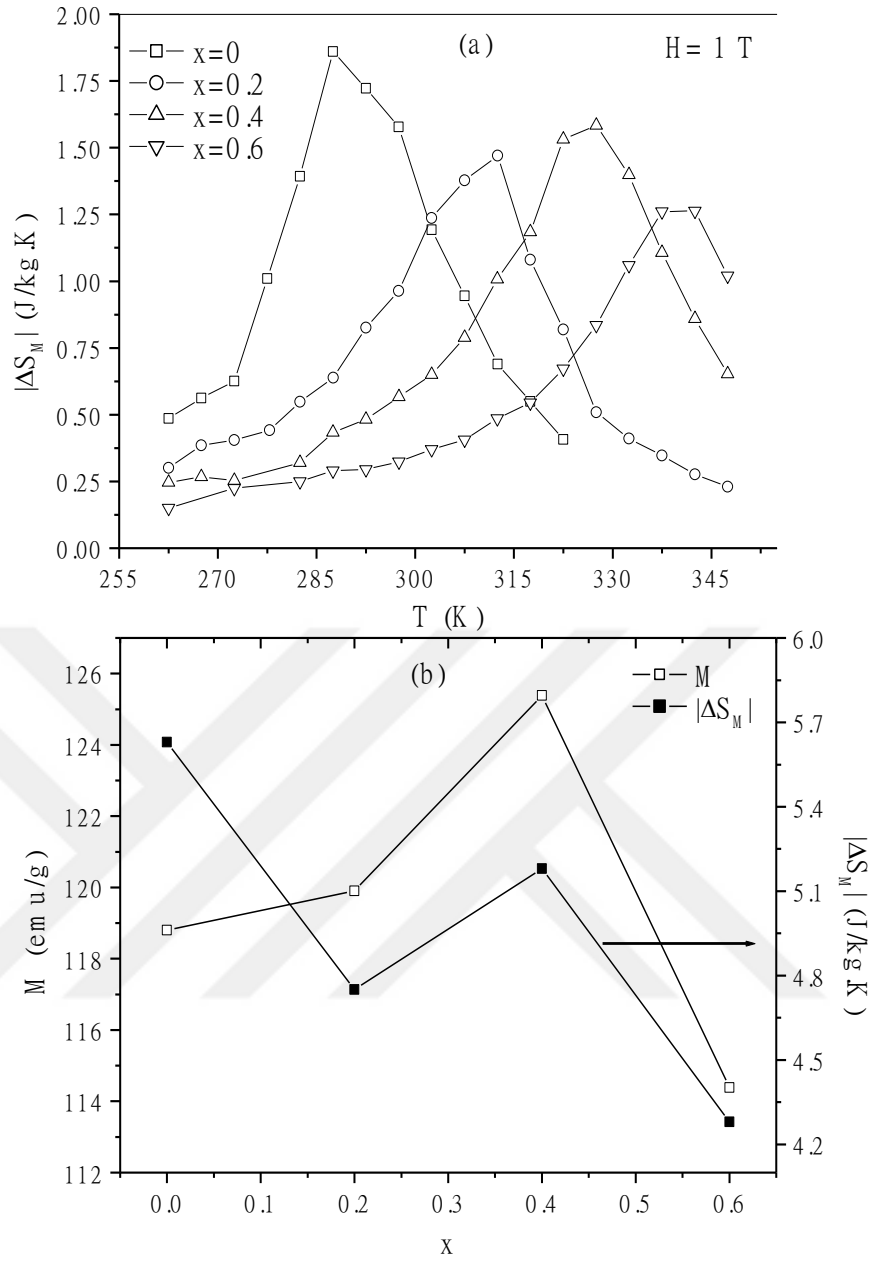 2.00
1.75
1.50
1.25
1.00
0.75
0.50
0.25
0.00
|ΔS_M| (J/kg.K)
x=0
x=0.2
x=0.4
x=0.6
(a)
H= 1 T
255 270 285 300 315 330 345
T (K)
126
124
122
120
118
116
114
112
M (emu/g)
(b)
M
|ΔS_M|
6.0
5.7
5.4
5.1
4.8
4.5
4.2
|ΔS_M| (J/kg.K)
0.0 0.1 0.2 0.3 0.4 0.5 0.6
x